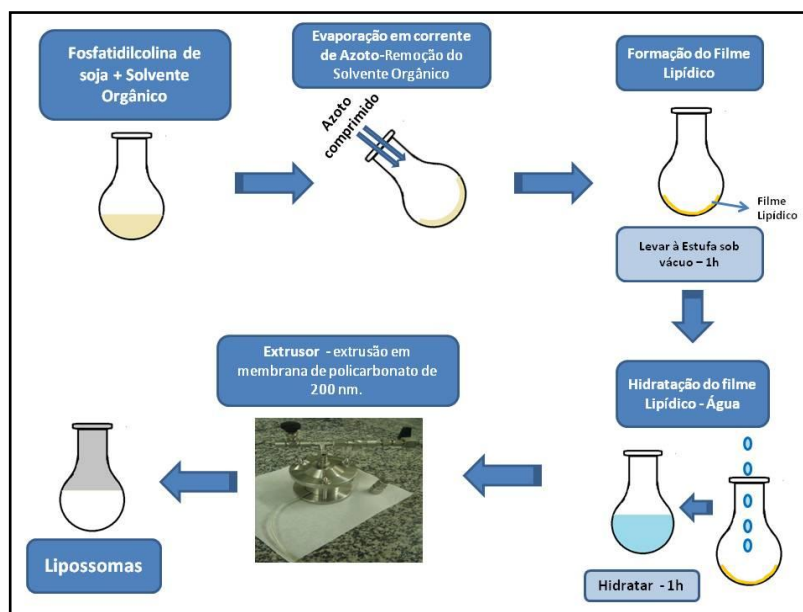 Fosfatidilcolina de
soja + Solvente
Orgânico
Evaporação em corrente
de Azoto-Remoção do
Solvente Orgânico
Azoto
comprimido
Formação do Filme
Lipídico
Filme
Lipídico
Levar à Estufa sob
vácuo – 1h
Hidratação do filme
Lipídico - Água
Hidratar - 1h
Extrusor - extrusão em
membrana de policarbonato de
200 nm.
Lipossomas